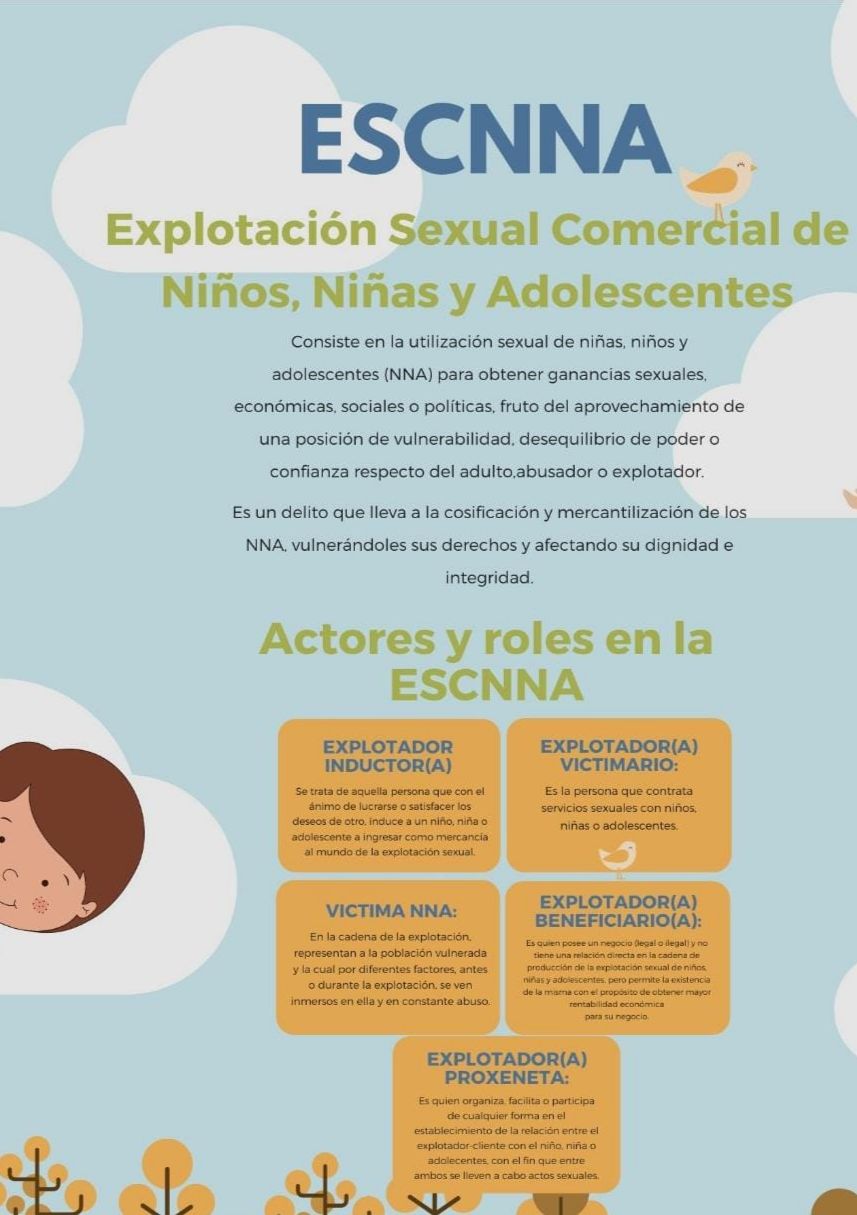 ESCNNA
Explotación Sexual Comercial de
Niños, Niñas y Adolescentes
Consiste en la utilización sexual de niñas, niños y
adolescentes (NNA) para obtener ganancias sexuales,
económicas, sociales o políticas, fruto del aprovechamiento de
una posición de vulnerabilidad, desequilibrio de poder o
confianza respecto del adulto,abusador o explotador.
Es un delito que lleva a la cosificación y mercantilización de los
NNA, vulnerándoles sus derechos y afectando su dignidad e
integridad.
Actores y roles en la
ESCNNA
EXPLOTADOR
INDUCTOR(A)
Se trata de aquella persona que con el
ánimo de lucrarse o satisfacer los
deseos de otro, induce a un niño, niña o
adolescente a ingresar como mercancía
al mundo de la explotación sexual.
EXPLOTADOR(A)
VICTIMARIO:
Es la persona que contrata
servicios sexuales con niños,
niñas o adolescentes.
VICTIMA NNA:
En la cadena de la explotación,
representan a la población vulnerada
y la cual por diferentes factores, antes
o durante la explotación, se ven
inmersos en ella y en constante abuso.
EXPLOTADOR(A)
BENEFICIARIO(A):
Es quien posee un negocio (legal o ilegal) y no
tiene una relación directa en la cadena de
producción de la explotación sexual de niños,
niñas y adolescentes, pero permite la existencia
de la misma con el propósito de obtener mayor
rentabilidad económica
para su negocio.
EXPLOTADOR(A)
PROXENETA:
Es quien organiza, facilita o participa
de cualquier forma en el
establecimiento de la relación entre el
explotador-cliente con el niño, niña o
adolecentes, con el fin que entre
ambos se lleven a cabo actos sexuales.